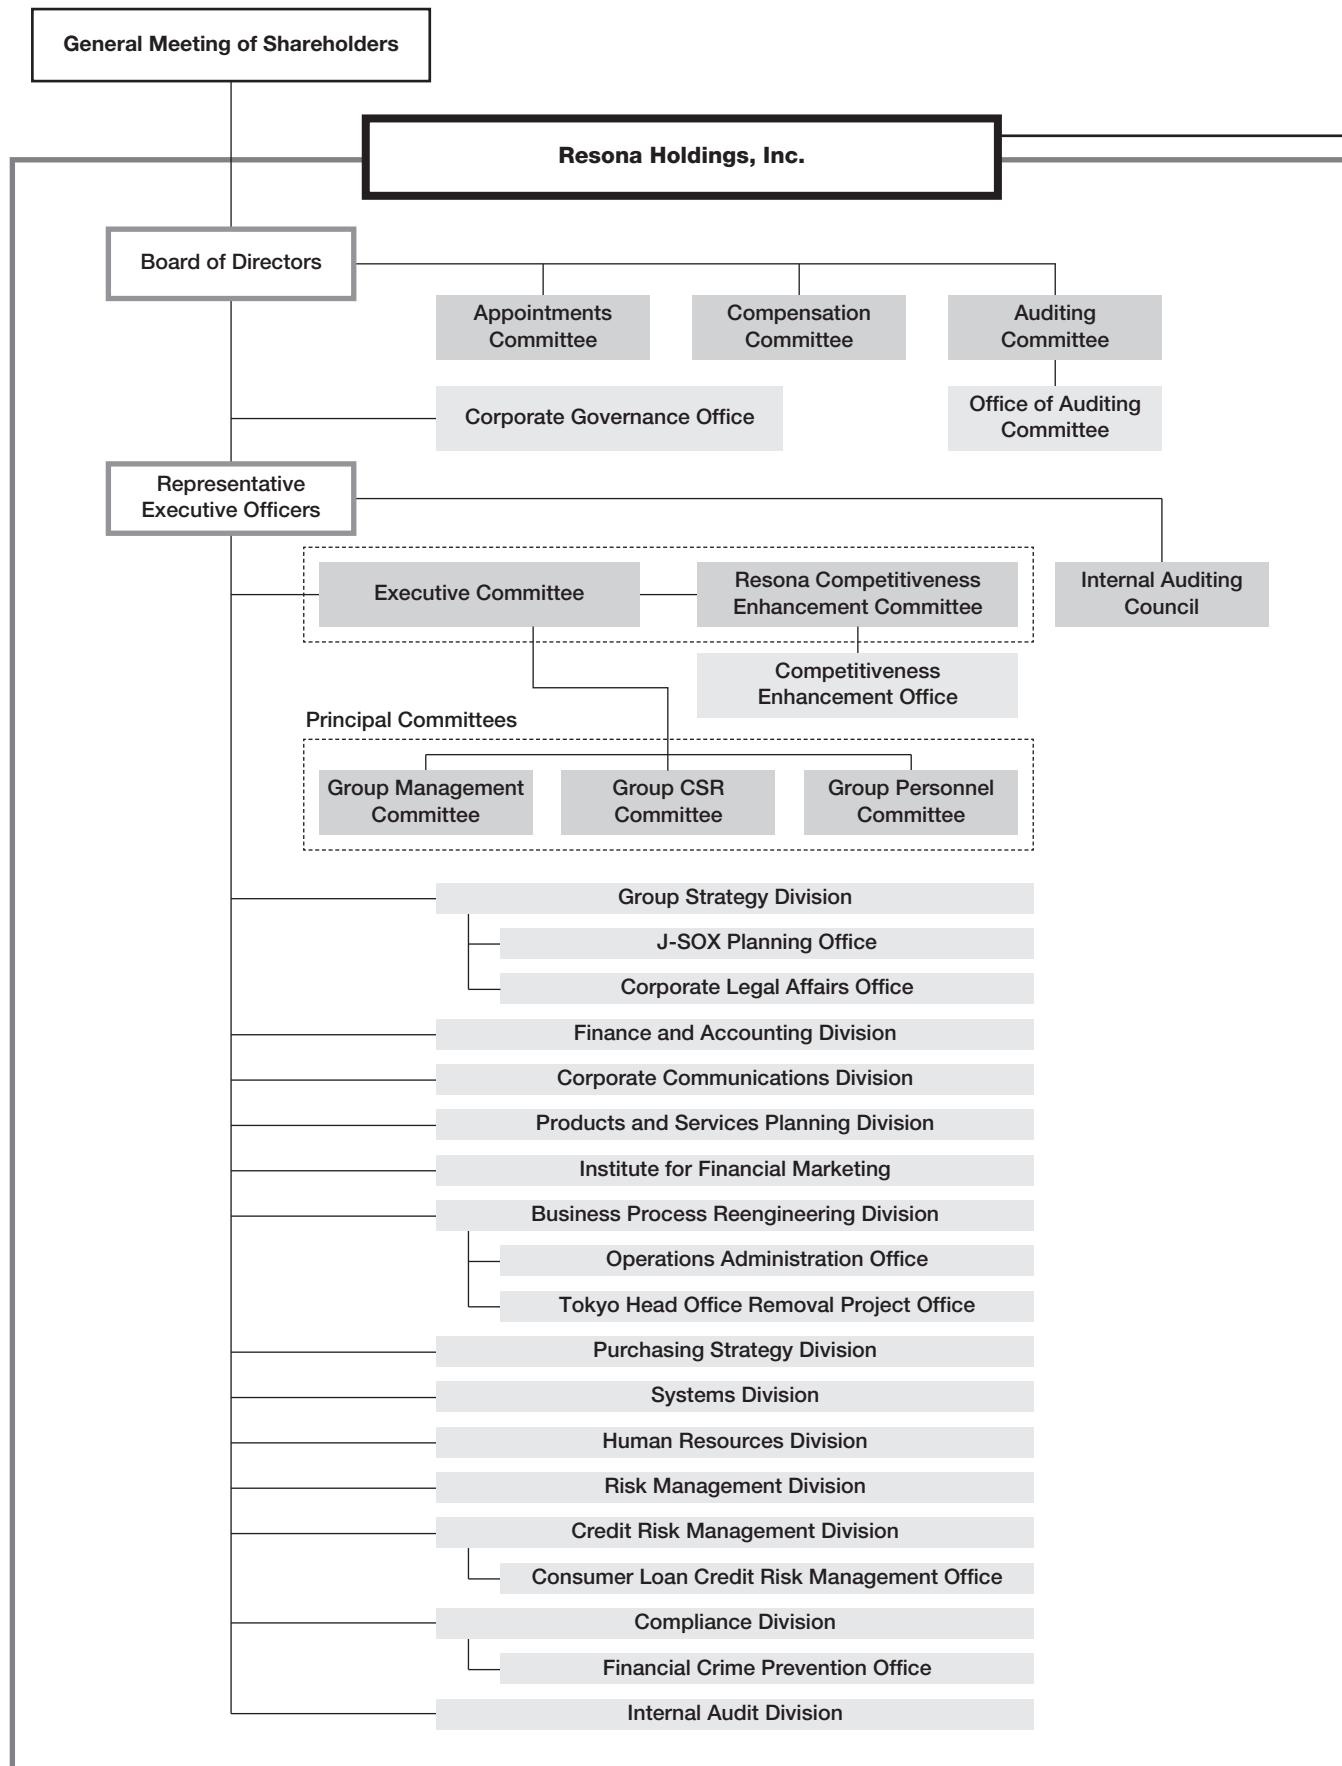 General Meeting of Shareholders
Resona Holdings, Inc.
Board of Directors
Appointments
Committee
Compensation
Committee
Auditing
Committee
Corporate Governance Office
Office of Auditing
Committee
Representative
Executive Officers
Executive Committee
Resona Competitiveness
Enhancement Committee
Internal Auditing
Council
Competitiveness
Enhancement Office
Principal Committees
Group Management
Committee
Group CSR
Committee
Group Personnel
Committee
Group Strategy Division
J-SOX Planning Office
Corporate Legal Affairs Office
Finance and Accounting Division
Corporate Communications Division
Products and Services Planning Division
Institute for Financial Marketing
Business Process Reengineering Division
Operations Administration Office
Tokyo Head Office Removal Project Office
Purchasing Strategy Division
Systems Division
Human Resources Division
Risk Management Division
Credit Risk Management Division
Consumer Loan Credit Risk Management Office
Compliance Division
Financial Crime Prevention Office
Internal Audit Division